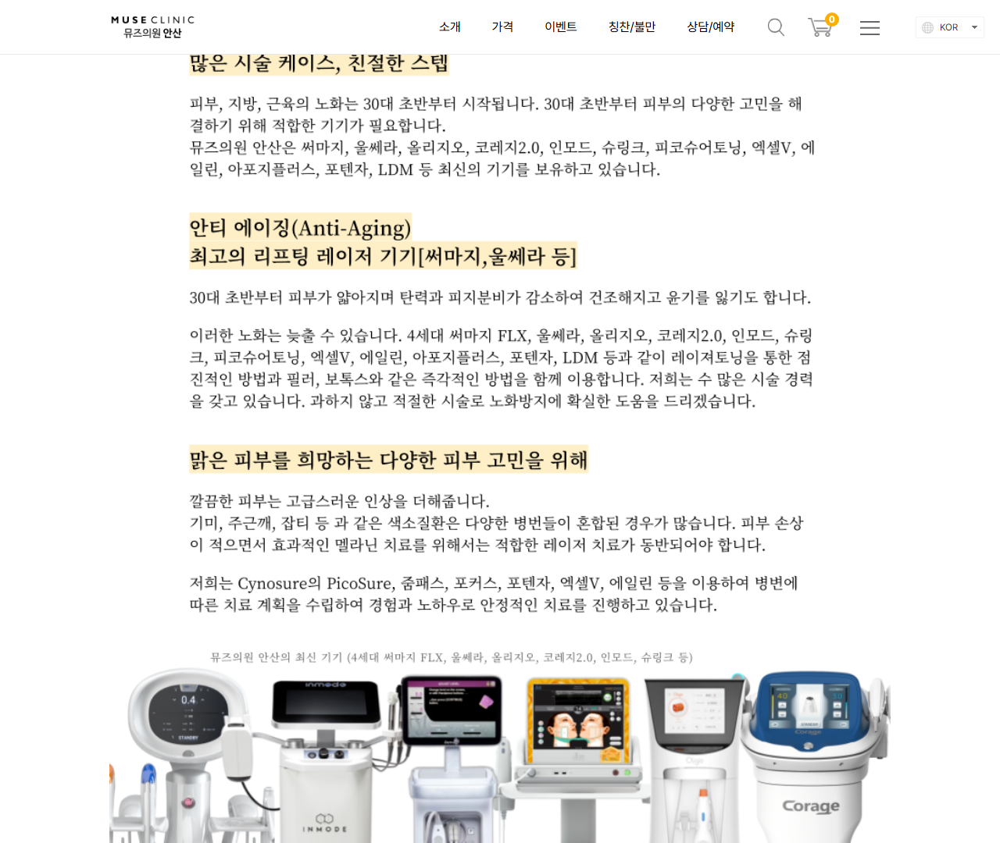 MUSE CLINIC
뮤즈의원 안산
소개 가격 이벤트 칭찬/불만 상담/예약
0
KOR
많은 시술 케이스, 친절한 스텝
피부, 지방, 근육의 노화는 30대 초반부터 시작됩니다. 30대 초반부터 피부의 다양한 고민을 해
결하기 위해 적합한 기기가 필요합니다.
뮤즈의원 안산은 써마지, 울쎄라, 올리지오, 코레지2.0, 인모드, 슈링크, 피코슈어토닝, 엑셀V, 에
일린, 아포지플러스, 포텐자, LDM 등 최신의 기기를 보유하고 있습니다.
안티 에이징(Anti-Aging)
최고의 리프팅 레이저 기기[써마지,울쎄라 등]
30대 초반부터 피부가 얇아지며 탄력과 피지분비가 감소하여 건조해지고 윤기를 잃기도 합니다.
이러한 노화는 늦출 수 있습니다. 4세대 써마지 FLX, 울쎄라, 올리지오, 코레지2.0, 인모드, 슈링
크, 피코슈어토닝, 엑셀V, 에일린, 아포지플러스, 포텐자, LDM 등과 같이 레이져토닝을 통한 점
진적인 방법과 필러, 보톡스와 같은 즉각적인 방법을 함께 이용합니다. 저희는 수 많은 시술 경력
을 갖고 있습니다. 과하지 않고 적절한 시술로 노화방지에 확실한 도움을 드리겠습니다.
맑은 피부를 희망하는 다양한 피부 고민을 위해
깔끔한 피부는 고급스러운 인상을 더해줍니다.
기미, 주근깨, 잡티 등 과 같은 색소질환은 다양한 병번들이 혼합된 경우가 많습니다. 피부 손상
이 적으면서 효과적인 멜라닌 치료를 위해서는 적합한 레이저 치료가 동반되어야 합니다.
저희는 Cynosure의 PicoSure, 줌패스, 포커스, 포텐자, 엑셀V, 에일린 등을 이용하여 병변에
따른 치료 계획을 수립하여 경험과 노하우로 안정적인 치료를 진행하고 있습니다.
뮤즈의원 안산의 최신 기기 (4세대 써마지 FLX, 울쎄라, 올리지오, 코레지2.0, 인모드, 슈링크 등)
0.4
STANDBY
inmode
INMODE
Oligio
40
STANDBY
Corage
Corage